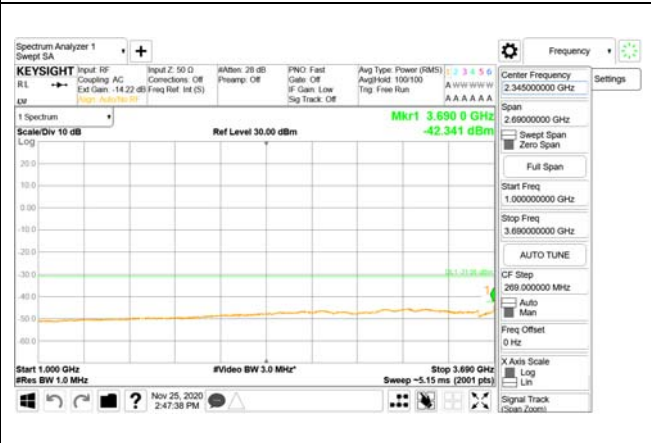 Spectrum Analyzer 1
Swept SA
+
Frequency
KEYSIGHT
RL
Input: RF
Coupling: AC
Ext Gain: -14.22 dB
Align: Auto/No RF
Input Z: 50 Ω
Corrections: Off
Freq Ref: Int (S)
#Atten: 28 dB
Preamp: Off
PNO: Fast
Gate: Off
IF Gain: Low
Sig Track: Off
Avg Type: Power (RMS)
Avg|Hold: 100/100
Trig: Free Run
1 2 3 4 5 6
A W W W W W
A A A A A A
1 Spectrum
Scale/Div 10 dB
Log
Ref Level 30.00 dBm
Mkr1 3.690 0 GHz
-42.341 dBm
20.0
10.0
0.00
-10.0
-20.0
-30.0
-40.0
-50.0
-60.0
1
Start 1.000 GHz
#Res BW 1.0 MHz
#Video BW 3.0 MHz*
Stop 3.690 GHz
Sweep ~5.15 ms (2001 pts)
?
Nov 25, 2020
2:47:38 PM
Center Frequency
2.345000000 GHz
Settings
Span
2.69000000 GHz
Swept Span
Zero Span
Full Span
Start Freq
1.000000000 GHz
Stop Freq
3.690000000 GHz
AUTO TUNE
CF Step
269.000000 MHz
Auto
Man
Freq Offset
0 Hz
X Axis Scale
Log
Lin
Signal Track
(Span Zoom)